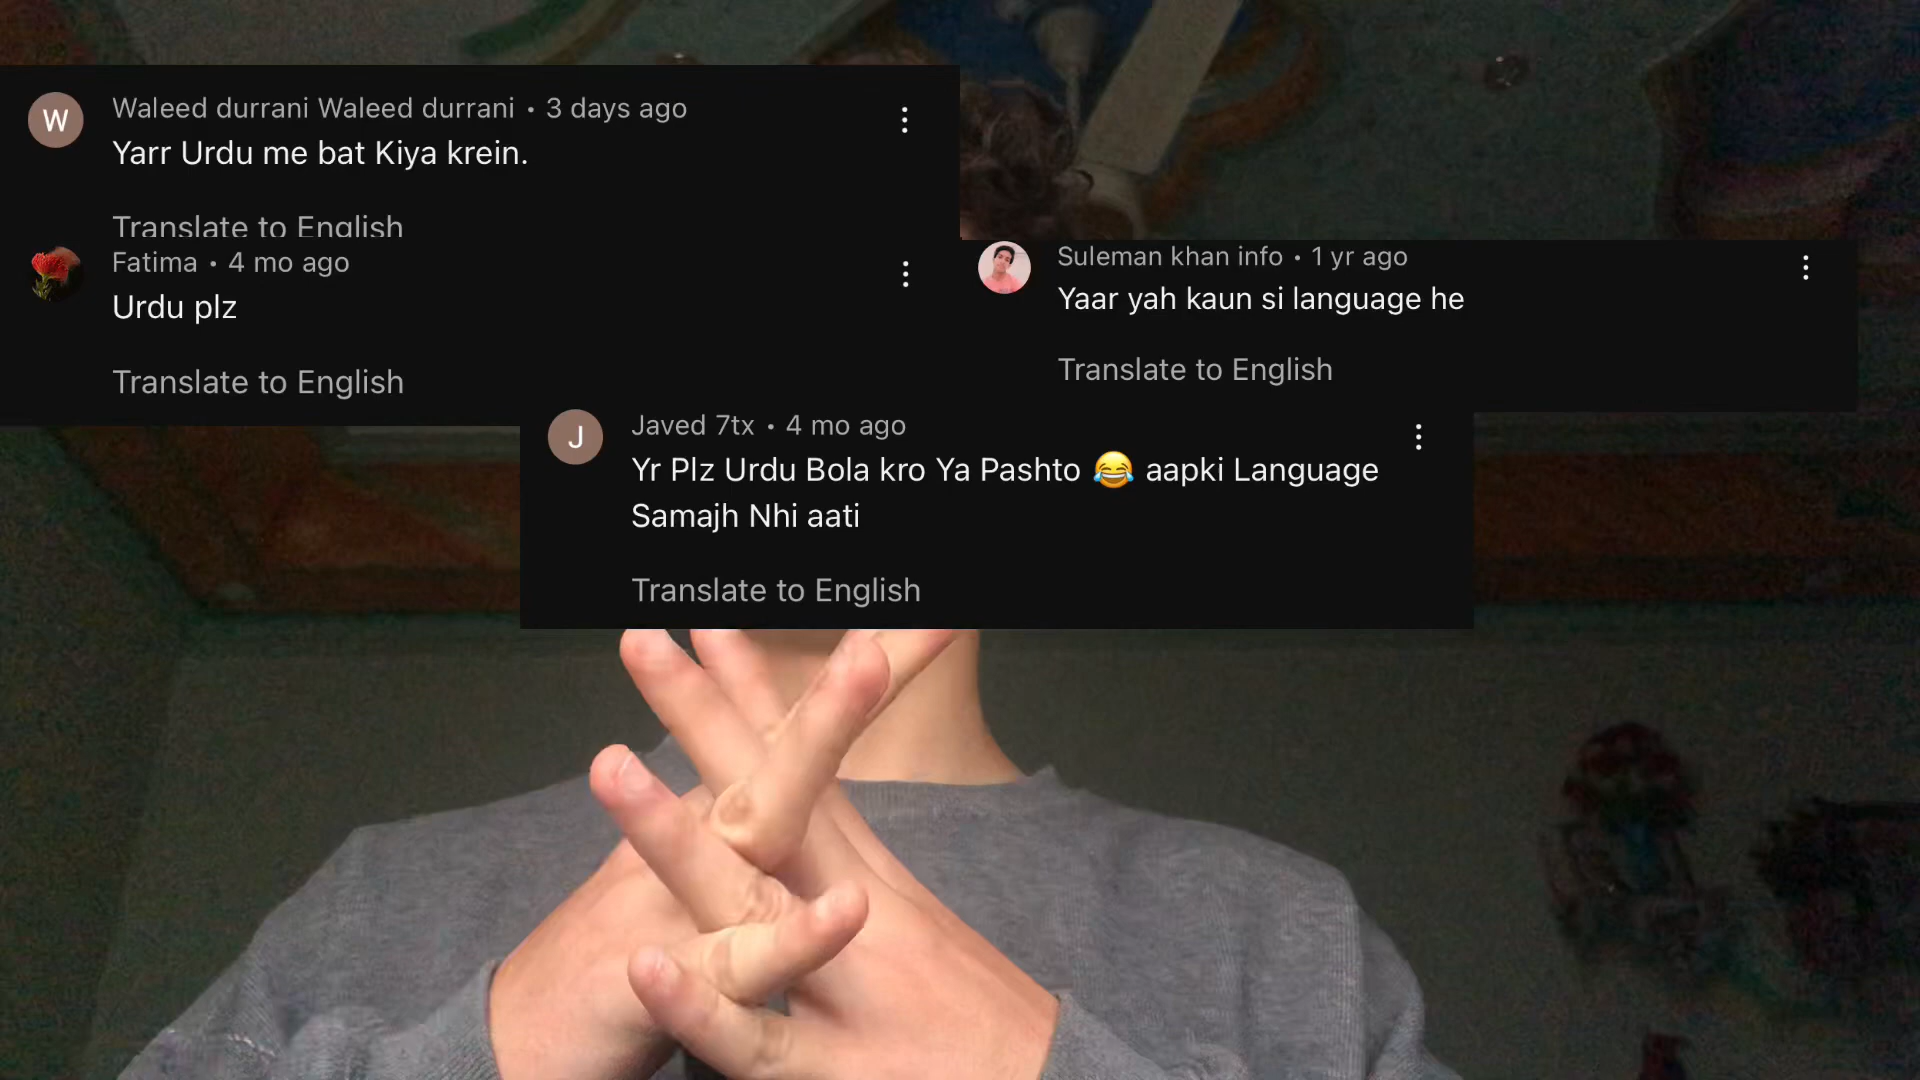 Waleed durrani Waleed durrani • 3 days ago
Yarr Urdu me bat Kiya krein.
Translate to English
Fatima • 4 mo ago
Urdu plz
Translate to English
Suleman khan info • 1 yr ago
Yaar yah kaun si language he
Translate to English
Javed 7tx • 4 mo ago
Yr Plz Urdu Bola kro Ya Pashto 😂 aapki Language
Samajh Nhi aati
Translate to English
W
J